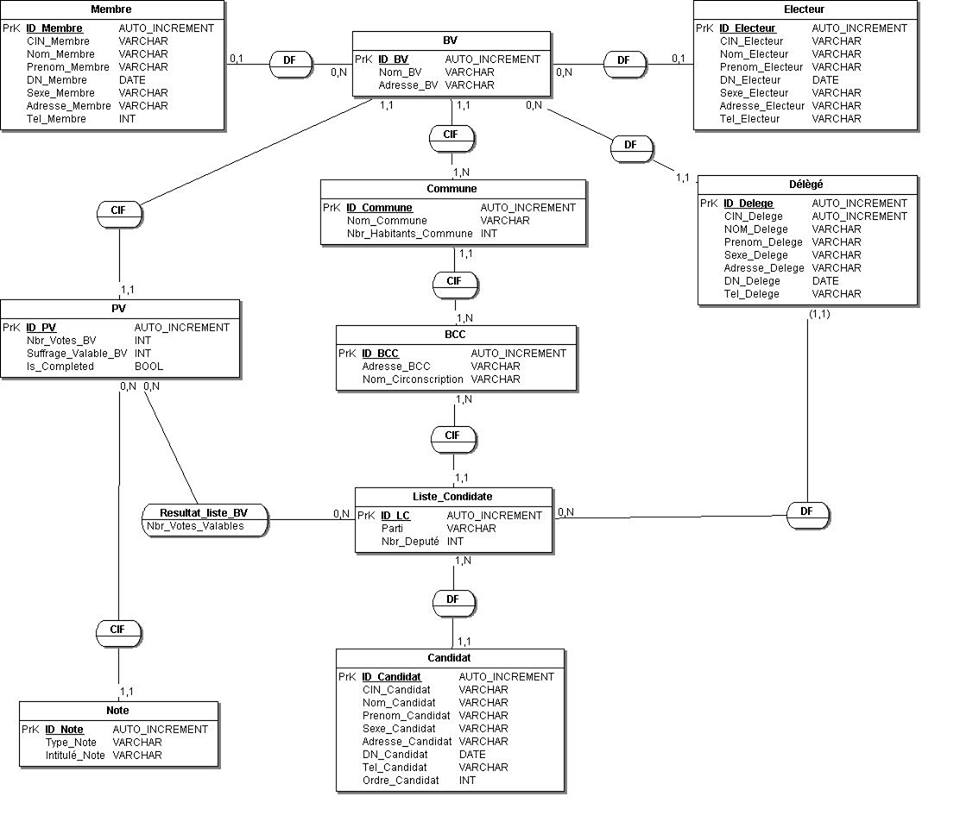 Membre
PrK ID_Membre AUTO_INCREMENT
CIN_Membre VARCHAR
Nom_Membre VARCHAR
Prenom_Membre VARCHAR
DN_Membre DATE
Sexe_Membre VARCHAR
Adresse_Membre VARCHAR
Tel_Membre INT
0,1
DF
0,N
BV
PrK ID_BV AUTO_INCREMENT
Nom_BV VARCHAR
Adresse_BV VARCHAR
0,N
DF
0,1
Electeur
PrK ID_Electeur AUTO_INCREMENT
CIN_Electeur VARCHAR
Nom_Electeur VARCHAR
Prenom_Electeur VARCHAR
DN_Electeur DATE
Sexe_Electeur VARCHAR
Adresse_Electeur VARCHAR
Tel_Electeur VARCHAR
1,1
1,1
0,N
CIF
DF
1,N
1,1
Commune
PrK ID_Commune AUTO_INCREMENT
Nom_Commune VARCHAR
Nbr_Habitants_Commune INT
Délègé
PrK ID_Delege AUTO_INCREMENT
CIN_Delege AUTO_INCREMENT
NOM_Delege VARCHAR
Prenom_Delege VARCHAR
Sexe_Delege VARCHAR
Adresse_Delege VARCHAR
DN_Delege DATE
Tel_Delege VARCHAR
(1,1)
CIF
1,1
1,1
CIF
1,N
PV
PrK ID_PV AUTO_INCREMENT
Nbr_Votes_BV INT
Suffrage_Valable_BV INT
Is_Completed BOOL
0,N 0,N
BCC
PrK ID_BCC AUTO_INCREMENT
Adresse_BCC VARCHAR
Nom_Circonscription VARCHAR
1,N
CIF
1,1
Resultat_liste_BV
Nbr_Votes_Valables
0,N
Liste_Condidate
PrK ID_LC AUTO_INCREMENT
Parti VARCHAR
Nbr_Deputé INT
0,N
DF
1,N
DF
1,1
CIF
1,1
Note
PrK ID_Note AUTO_INCREMENT
Type_Note VARCHAR
Intitulé_Note VARCHAR
Candidat
PrK ID_Candidat AUTO_INCREMENT
CIN_Candidat VARCHAR
Nom_Candidat VARCHAR
Prenom_Candidat VARCHAR
Sexe_Candidat VARCHAR
Adresse_Candidat VARCHAR
DN_Candidat DATE
Tel_Candidat VARCHAR
Ordre_Candidat INT